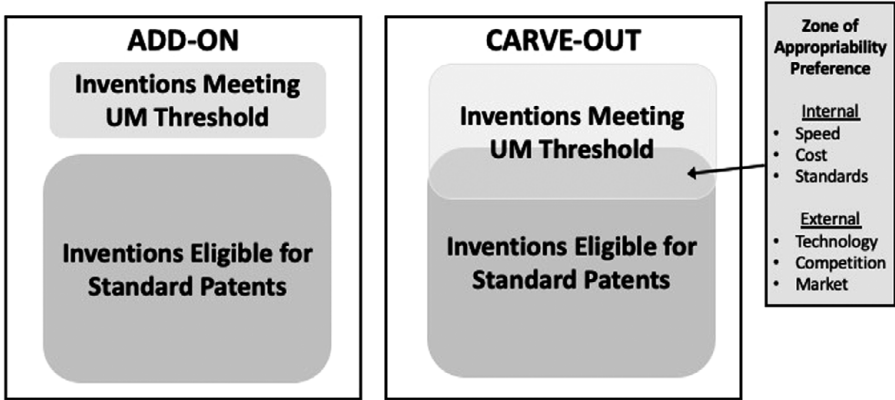 ADD-ON
Inventions Meeting
UM Threshold
Inventions Eligible for
Standard Patents
CARVE-OUT
Inventions Meeting
UM Threshold
Inventions Eligible for
Standard Patents
Zone of
Appropriability
Preference
Internal
• Speed
• Cost
• Standards
External
• Technology
• Competition
• Market